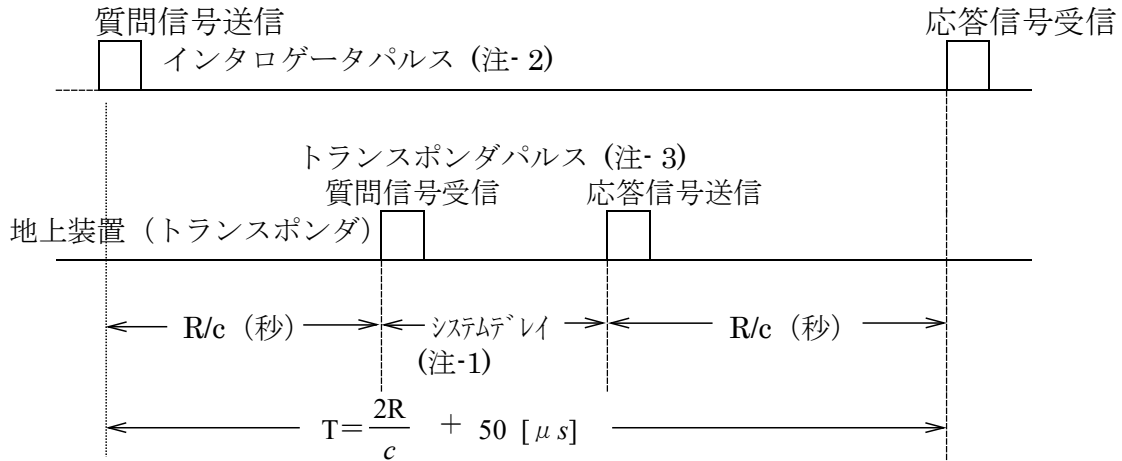 質問信号送信 応答信号受信
インタロゲータパルス (注- 2)
トランスポンダパルス (注- 3)
質問信号受信 応答信号送信
地上装置（トランスポンダ）
R/c（秒） ｼｽﾃﾑﾃﾞﾚｲ R/c（秒）
(注-1)
T＝2R/c + 50 [μs]